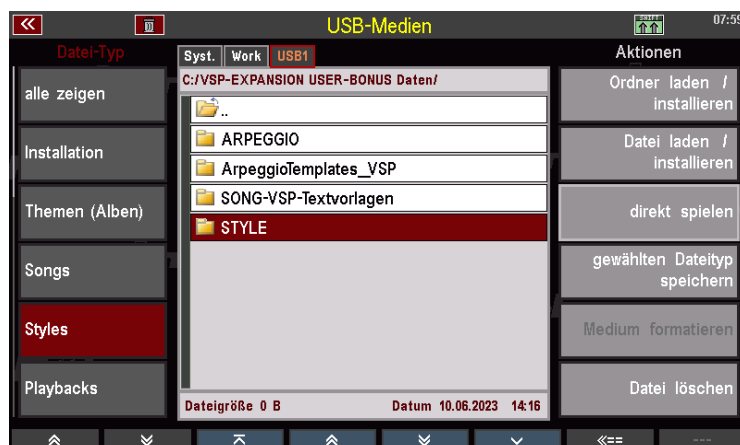 USB-Medien
SHIFT
07:59
Datei-Typ
Syst. Work USB1
Aktionen
C:/VSP-EXPANSION USER-BONUS Daten/
alle zeigen
Installation
Themen (Alben)
Songs
Styles
Playbacks
..
ARPEGGIO
ArpeggioTemplates_VSP
SONG-VSP-Textvorlagen
STYLE
Dateigröße 0 B
Datum 10.06.2023 14:16
Ordner laden /
installieren
Datei laden /
installieren
direkt spielen
gewählten Dateityp
speichern
Medium formatieren
Datei löschen
«==
---